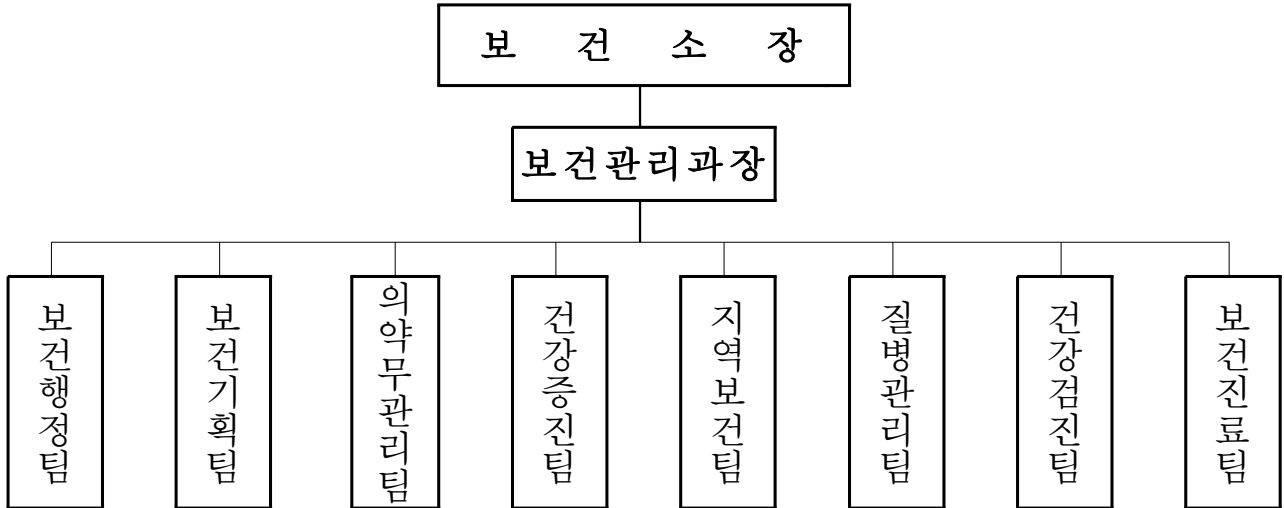 보 건 소 장
보건관리과장
보건행정팀
보건기획팀
의약무관리팀
건강증진팀
지역보건팀
질병관리팀
건강검진팀
보건진료팀